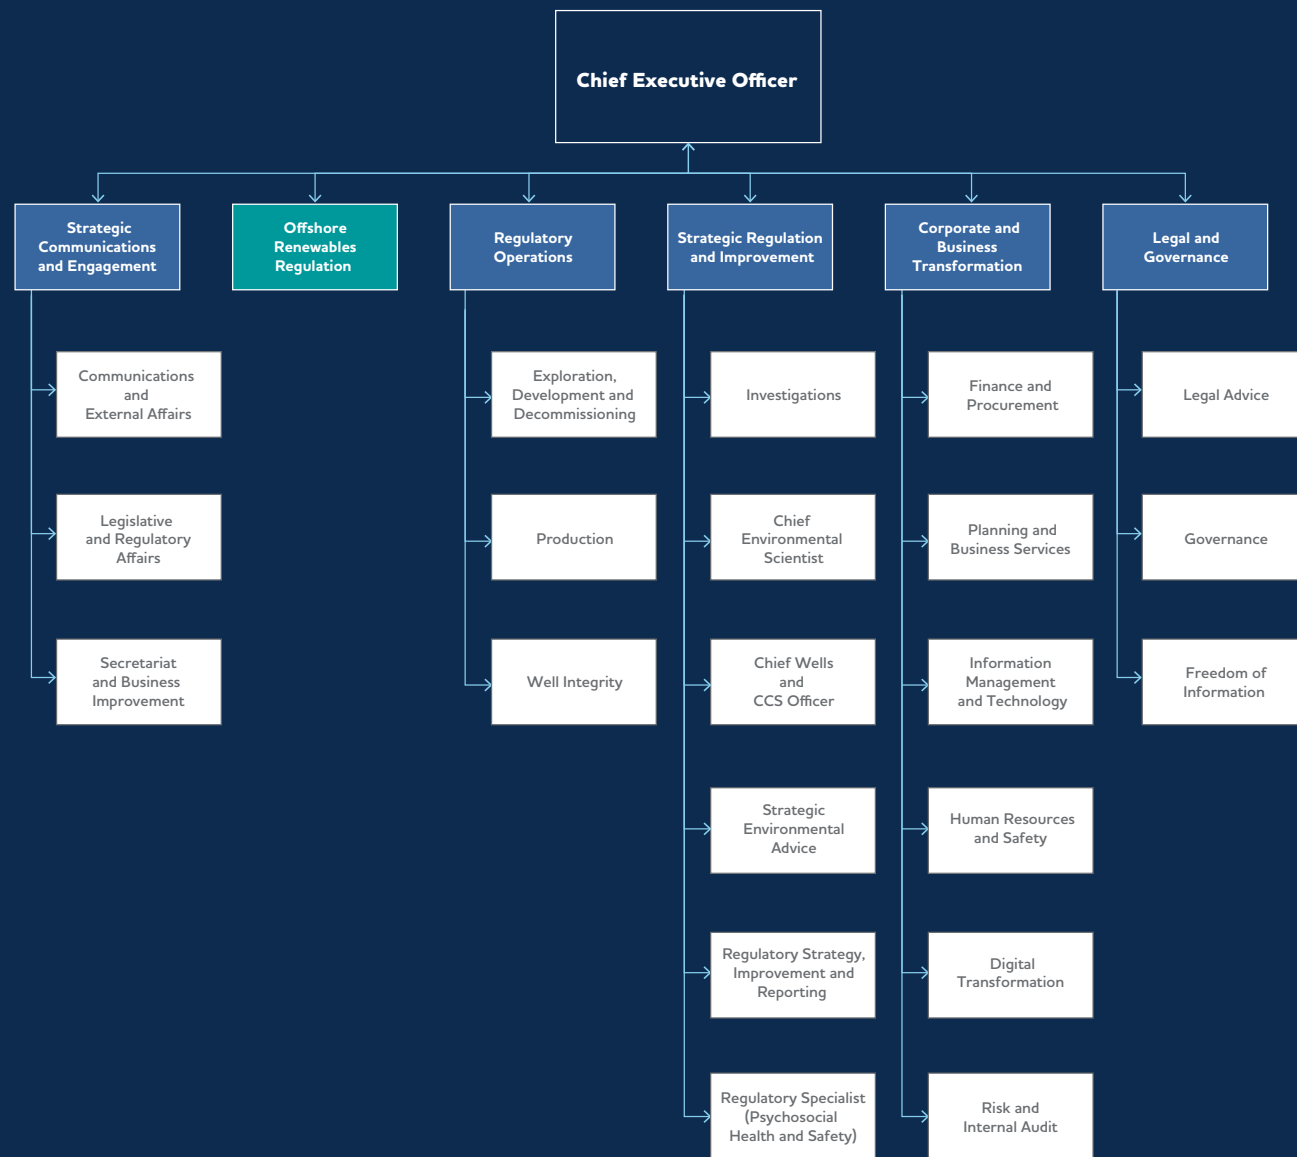 Chief Executive Officer
Strategic
Communications
and Engagement
Offshore
Renewables
Regulation
Regulatory
Operations
Strategic Regulation
and Improvement
Corporate and
Business
Transformation
Legal and
Governance
Communications
and
External Affairs
Legislative
and Regulatory
Affairs
Secretariat
and Business
Improvement
Exploration,
Development and
Decommissioning
Production
Well Integrity
Investigations
Chief
Environmental
Scientist
Chief Wells
and
CCS Officer
Strategic
Environmental
Advice
Regulatory Strategy,
Improvement and
Reporting
Regulatory Specialist
(Psychosocial
Health and Safety)
Finance and
Procurement
Planning and
Business Services
Information
Management
and Technology
Human Resources
and Safety
Digital
Transformation
Risk and
Internal Audit
Legal Advice
Governance
Freedom of
Information